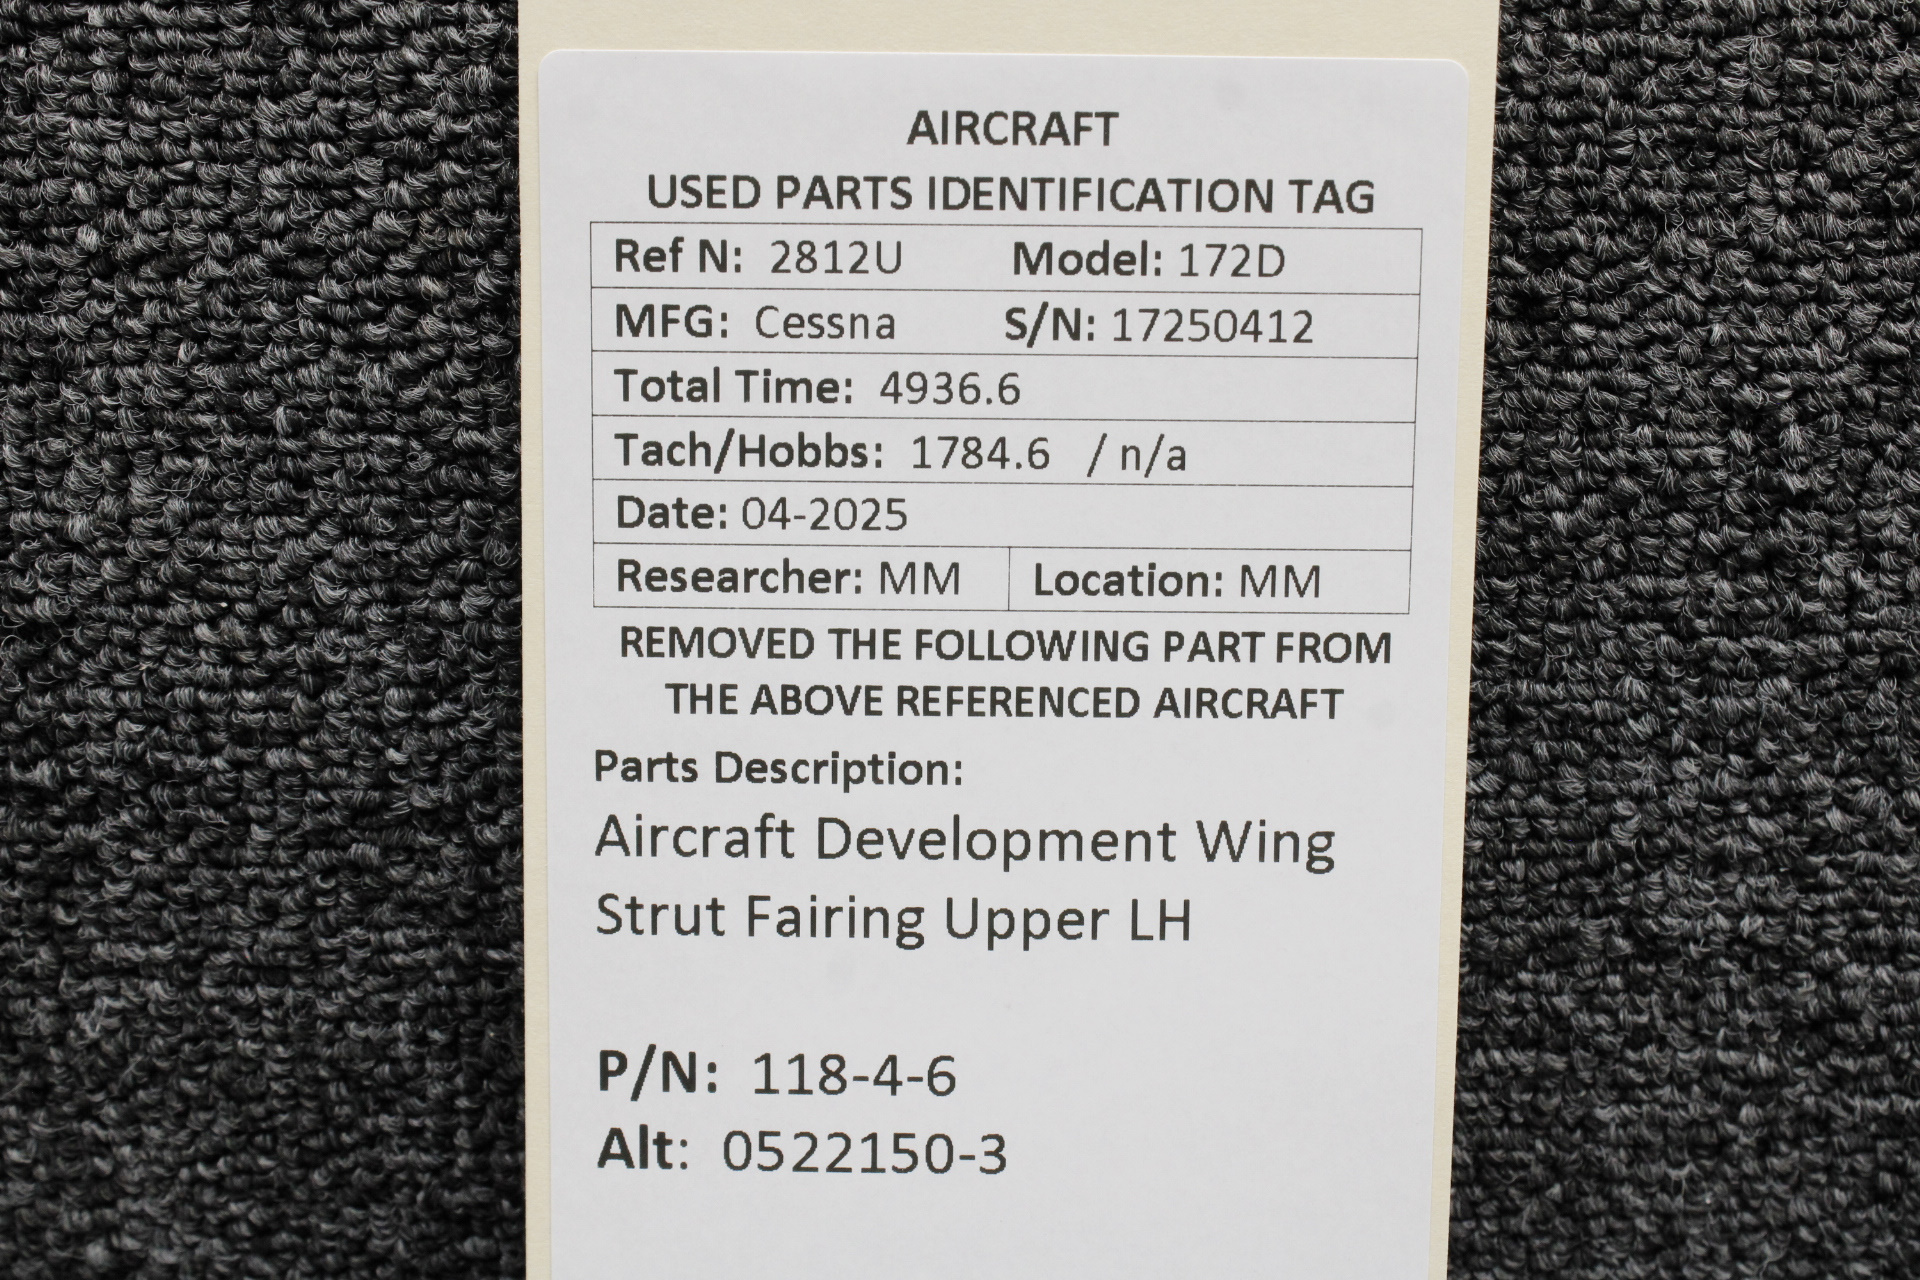 AIRCRAFT
USED PARTS IDENTIFICATION TAG
Ref N: 2812U Model: 172D
MFG: Cessna S/N: 17250412
Total Time: 4936.6
Tach/Hobbs: 1784.6 / n/a
Date: 04-2025
Researcher: MM Location: MM
REMOVED THE FOLLOWING PART FROM
THE ABOVE REFERENCED AIRCRAFT
Parts Description:
Aircraft Development Wing
Strut Fairing Upper LH
P/N: 118-4-6
Alt: 0522150-3